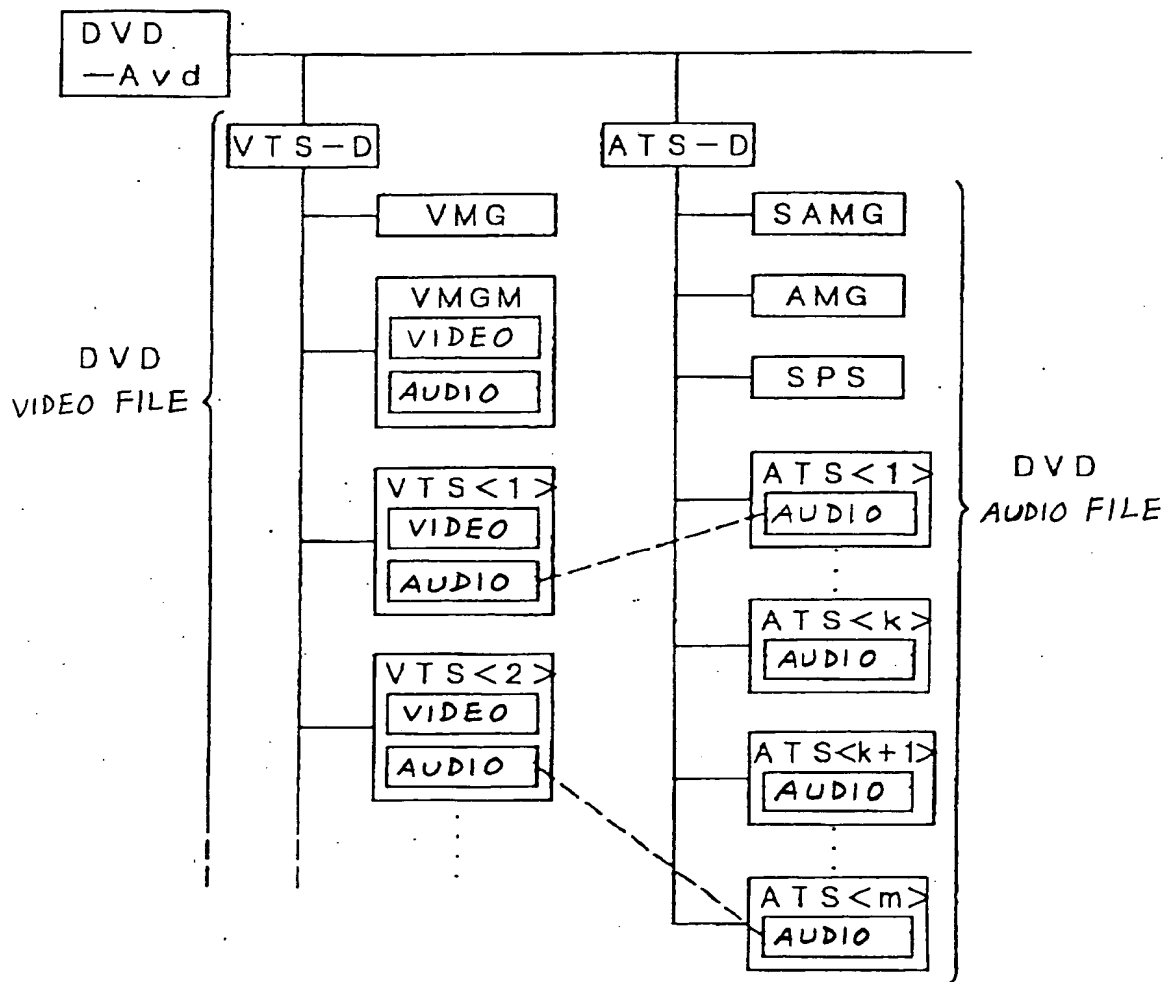 DVD
-Avd
VTS-D
VMG
VMGM
VIDEO
AUDIO
DVD
VIDEO FILE
VTS<1>
VIDEO
AUDIO
VTS<2>
VIDEO
AUDIO
ATS-D
SAMG
AMG
SPS
ATS<1>
AUDIO
ATS<k>
AUDIO
ATS<k+1>
AUDIO
ATS<m>
AUDIO
DVD
AUDIO FILE